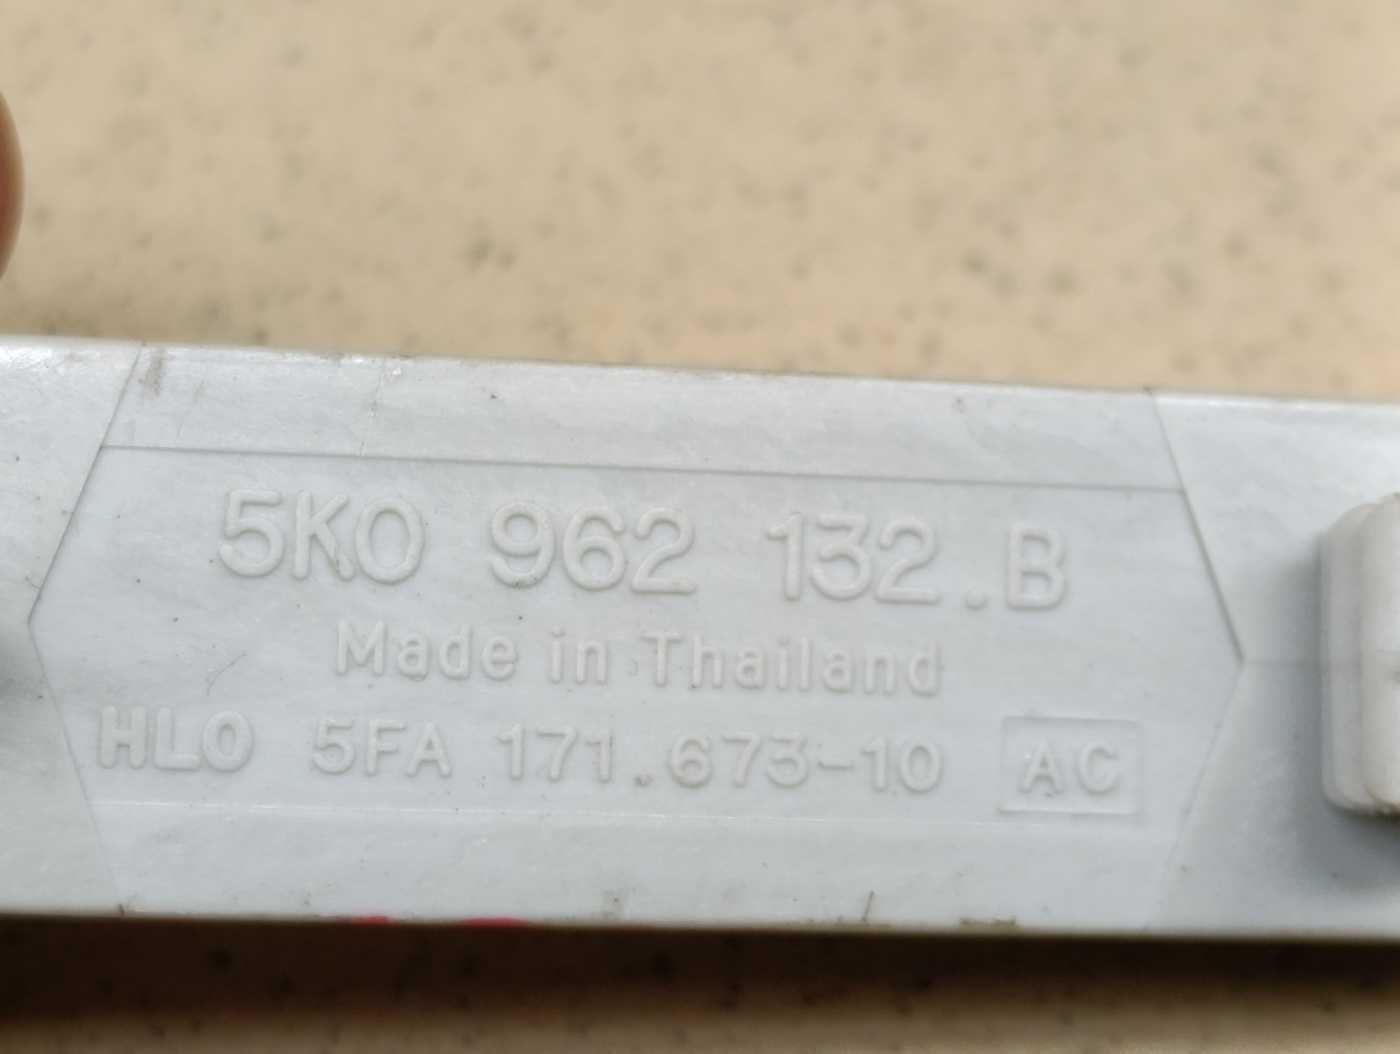 5K0 962 132.B
Made in Thailand
HLO 5FA 171.673-10 AC